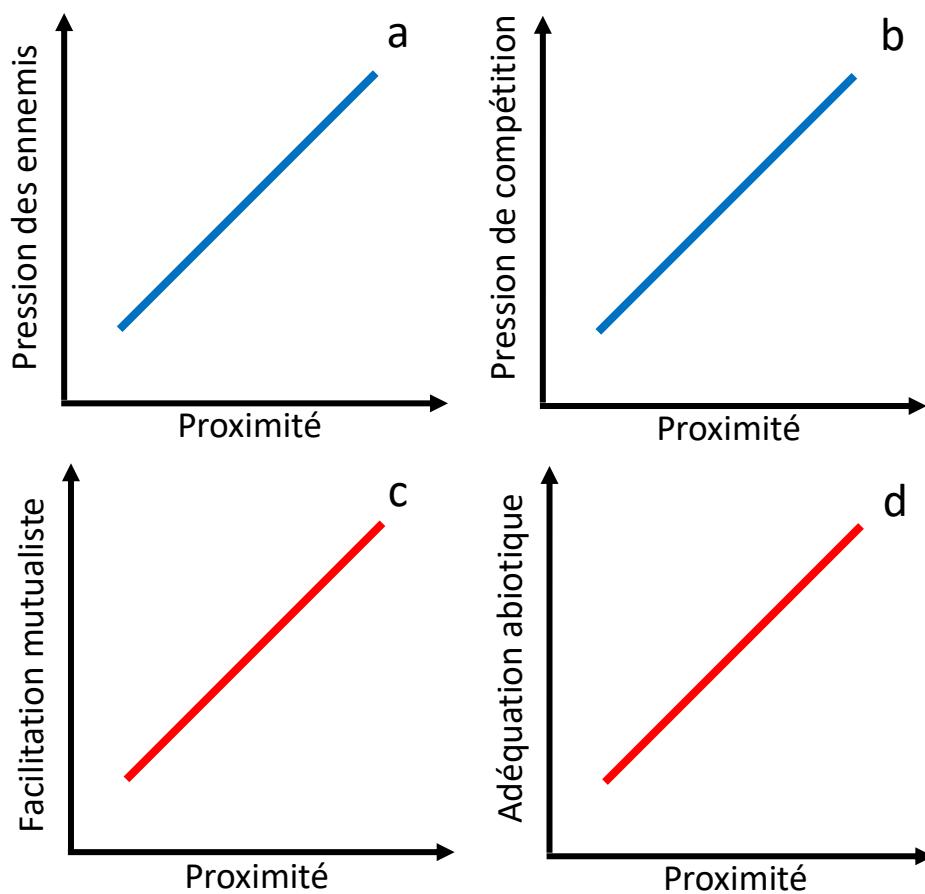 a
Pression des ennemis
Proximité
b
Pression de compétition
Proximité
c
Facilitation mutualiste
Proximité
d
Adéquation abiotique
Proximité